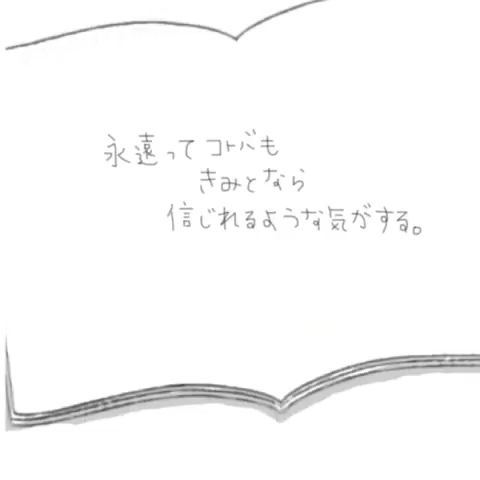 永遠ってコトバも
きみとなら
信じれるような気がする。